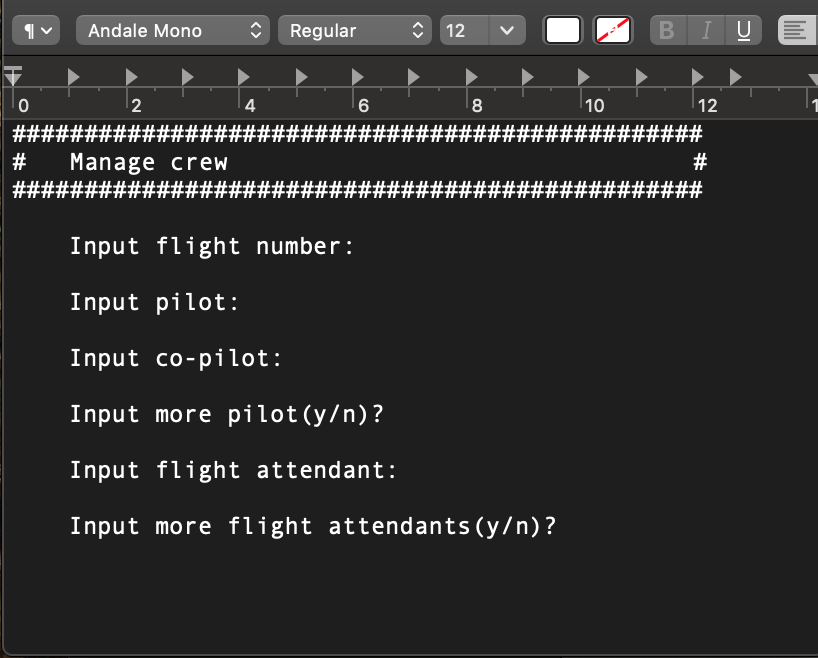 ¶ Andale Mono Regular 12 a B I U
0 2 4 6 8 10 12 1
################################################
#   Manage crew                                #
################################################
Input flight number:
Input pilot:
Input co-pilot:
Input more pilot(y/n)?
Input flight attendant:
Input more flight attendants(y/n)?